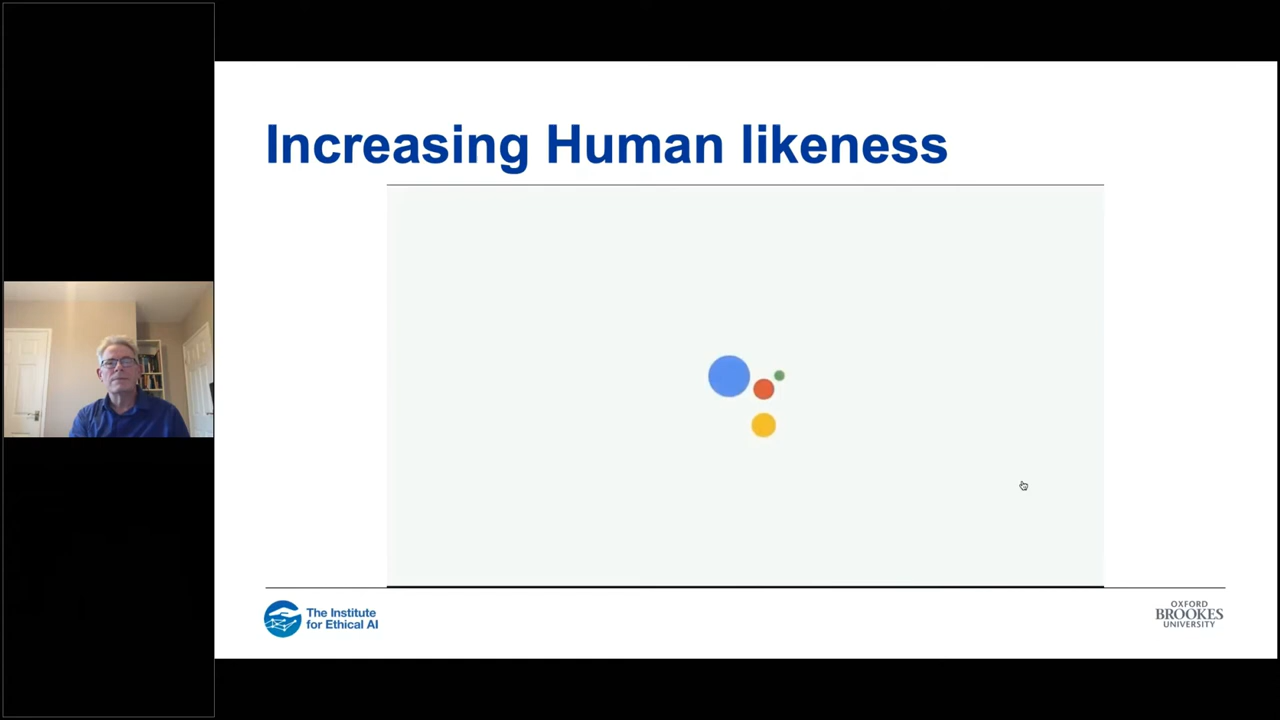 Increasing Human likeness
The Institute
for Ethical AI
OXFORD
BROOKES
UNIVERSITY